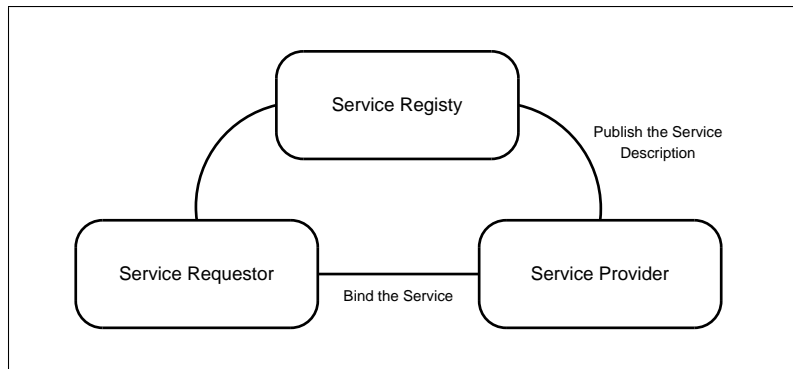 Service Registy
Publish the Service
Description
Service Requestor
Service Provider
Bind the Service